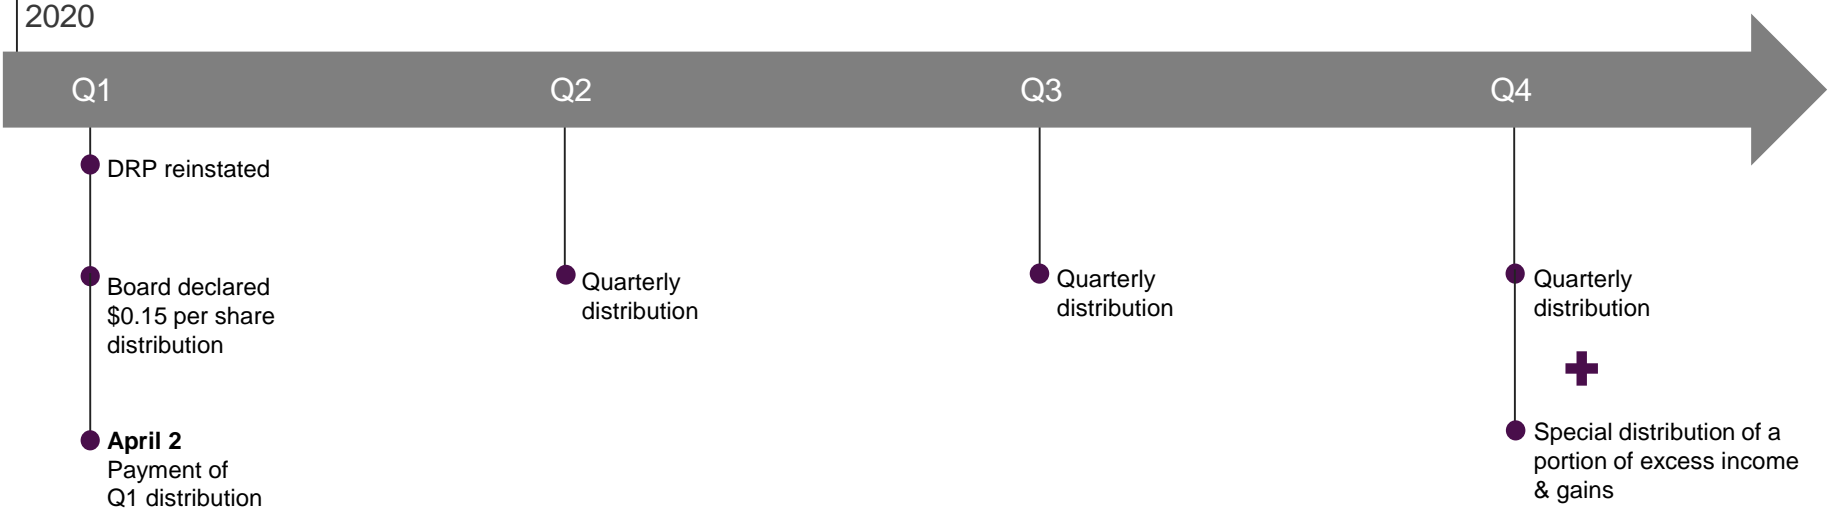 2020
Q1
Q2
Q3
Q4
DRP reinstated
Board declared
$0.15 per share
distribution
April 2
Payment of
Q1 distribution
Quarterly
distribution
Quarterly
distribution
Quarterly
distribution
Special distribution of a
portion of excess income
& gains